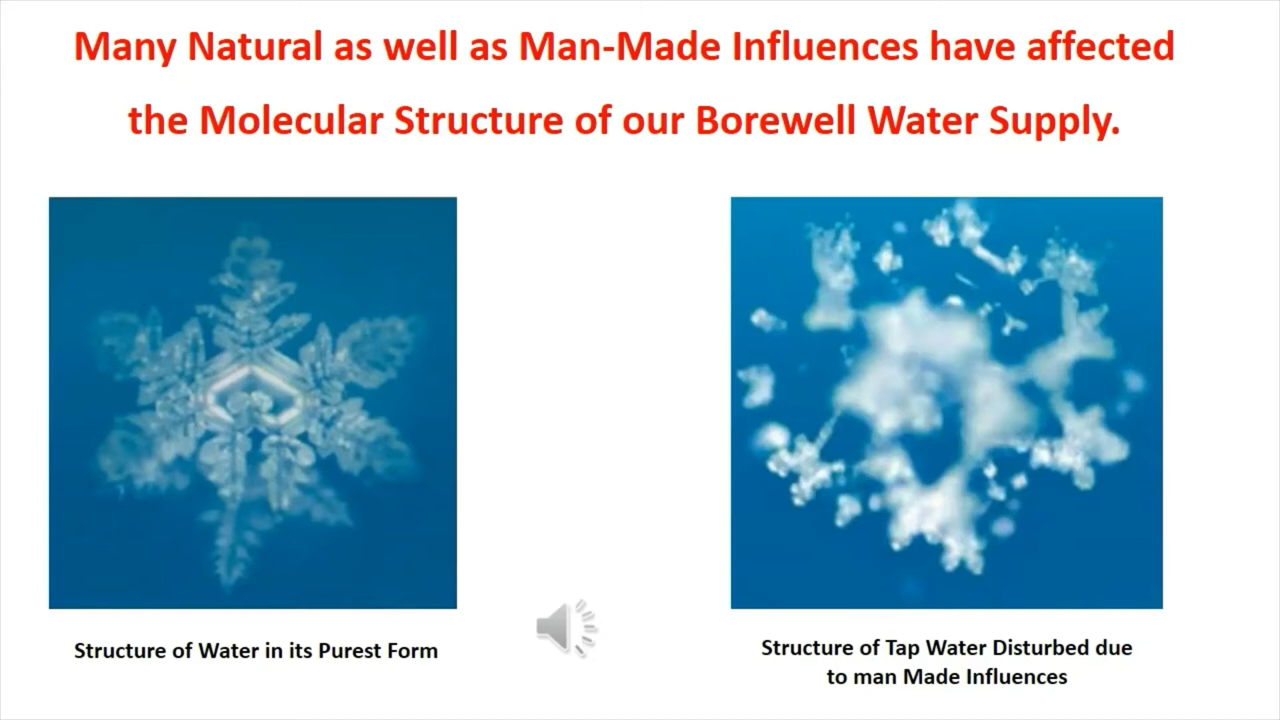 Many Natural as well as Man-Made Influences have affected
the Molecular Structure of our Borewell Water Supply.
Structure of Water in its Purest Form
Structure of Tap Water Disturbed due
to man Made Influences